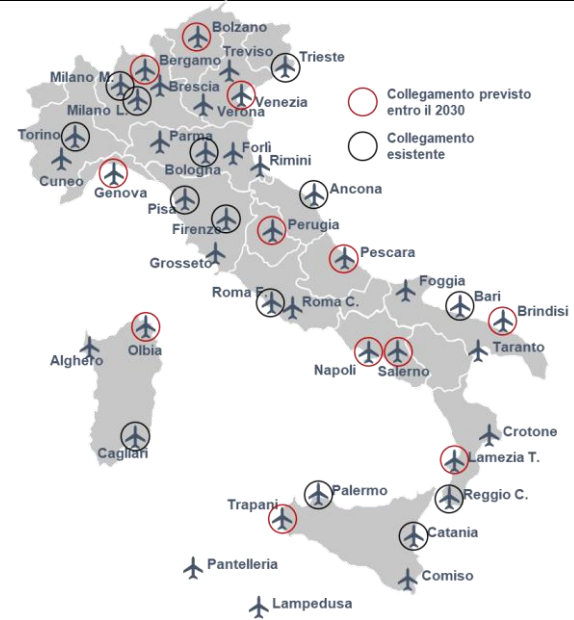 Bolzano
Treviso
Trieste
Bergamo
Milano M.
Brescia
Venezia
Milano L.
Verona
Collegamento previsto
entro il 2030
Collegamento
esistente
Torino
Parma
Forlì
Bologna
Rimini
Cuneo
Genova
Ancona
Pisa
Firenze
Perugia
Grosseto
Pescara
Foggia
Roma F.
Roma C.
Bari
Brindisi
Olbia
Alghero
Taranto
Napoli
Salerno
Crotone
Cagliari
Lamezia T.
Palermo
Reggio C.
Trapani
Catania
Pantelleria
Comiso
Lampedusa